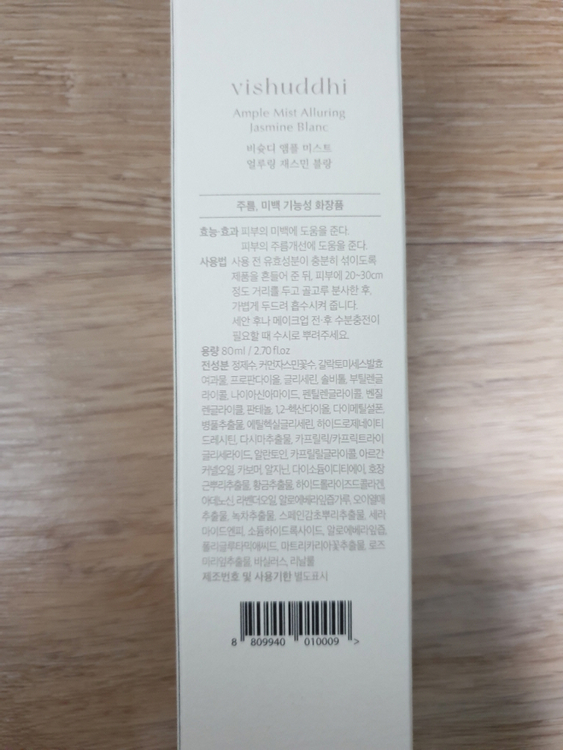 vishuddhi
Ample Mist Alluring
Jasmine Blanc
비슛디 앰플 미스트
얼루링 재스민 블랑
주름, 미백 기능성 화장품
효능·효과 피부의 미백에 도움을 준다.
피부의 주름개선에 도움을 준다.
사용법 사용 전 유효성분이 충분히 섞이도록
제품을 흔들어 준 뒤, 피부에 20~30cm
정도 거리를 두고 골고루 분사한 후,
가볍게 두드려 흡수시켜 줍니다.
세안 후나 메이크업 전·후 수분충전이
필요할 때 수시로 뿌려주세요.
용량 80ml / 2.70 fl.oz
전성분 정제수, 커먼자스민꽃수, 갈락토미세스발효
여과물, 프로판다이올, 글리세린, 솔비톨, 부틸렌글
라이콜, 나이아신아마이드, 펜틸렌글라이콜, 벤질
렌글라이콜, 판테놀, 1,2-헥산다이올, 다이메틸설폰,
병풀추출물, 에틸헥실글리세린, 하이드로제네이티
드레시틴, 다시마추출물, 카프릴릭/카프릭트라이
글리세라이드, 알란토인, 카프릴릴글라이콜, 아르간
커넬오일, 카보머, 알지닌, 다이소듐이디티에이, 호장
근뿌리추출물, 황금추출물, 하이드롤라이즈드콜라겐,
아데노신, 라벤더오일, 알로에베라잎즙가루, 오이열매
추출물, 녹차추출물, 스페인감초뿌리추출물, 세라
마이드엔피, 소듐하이드록사이드, 알로에베라잎즙,
폴리글루타믹애씨드, 마트리카리아꽃추출물, 로즈
마리잎추출물, 바실러스, 리날룰
제조번호 및 사용기한 별도표시
8 809940 010009 >